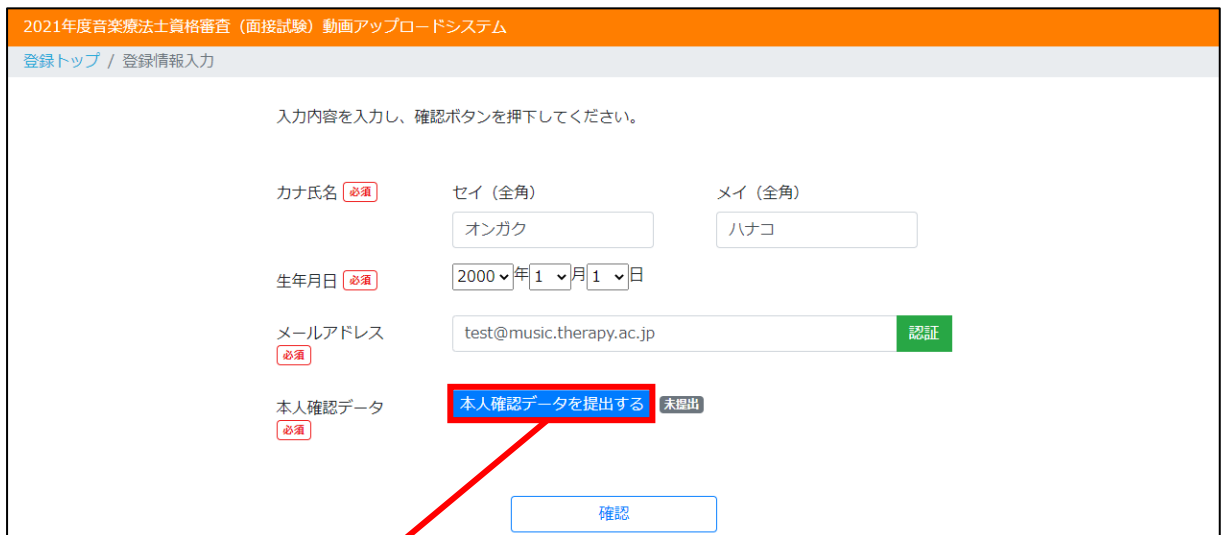 2021年度音楽療法士資格審査（面接試験）動画アップロードシステム
登録トップ / 登録情報入力
入力内容を入力し、確認ボタンを押下してください。
カナ氏名 必須 セイ（全角） メイ（全角）
オンガク ハナコ
生年月日 必須 2000 年 1 月 1 日
メールアドレス test@music.therapy.ac.jp 認証
必須
本人確認データ 本人確認データを提出する 未提出
必須
確認